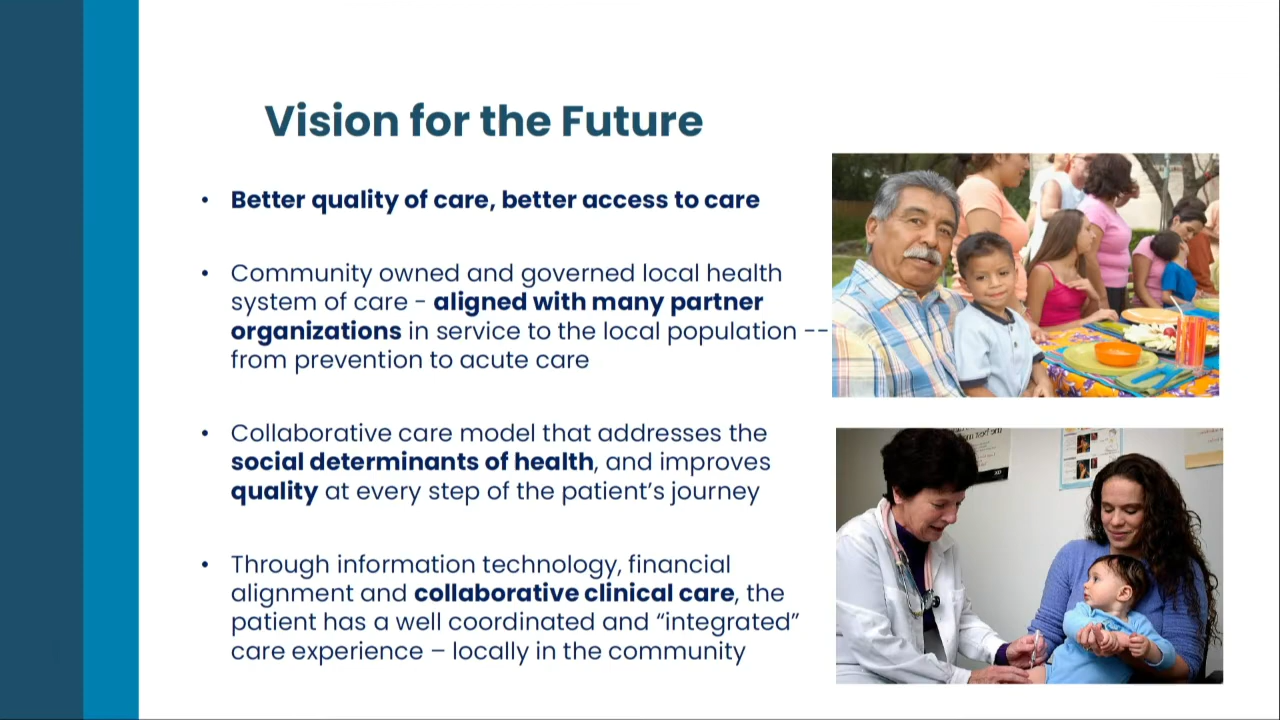 Vision for the Future
• Better quality of care, better access to care
• Community owned and governed local health
system of care - aligned with many partner
organizations in service to the local population --
from prevention to acute care
• Collaborative care model that addresses the
social determinants of health, and improves
quality at every step of the patient’s journey
• Through information technology, financial
alignment and collaborative clinical care, the
patient has a well coordinated and “integrated”
care experience – locally in the community